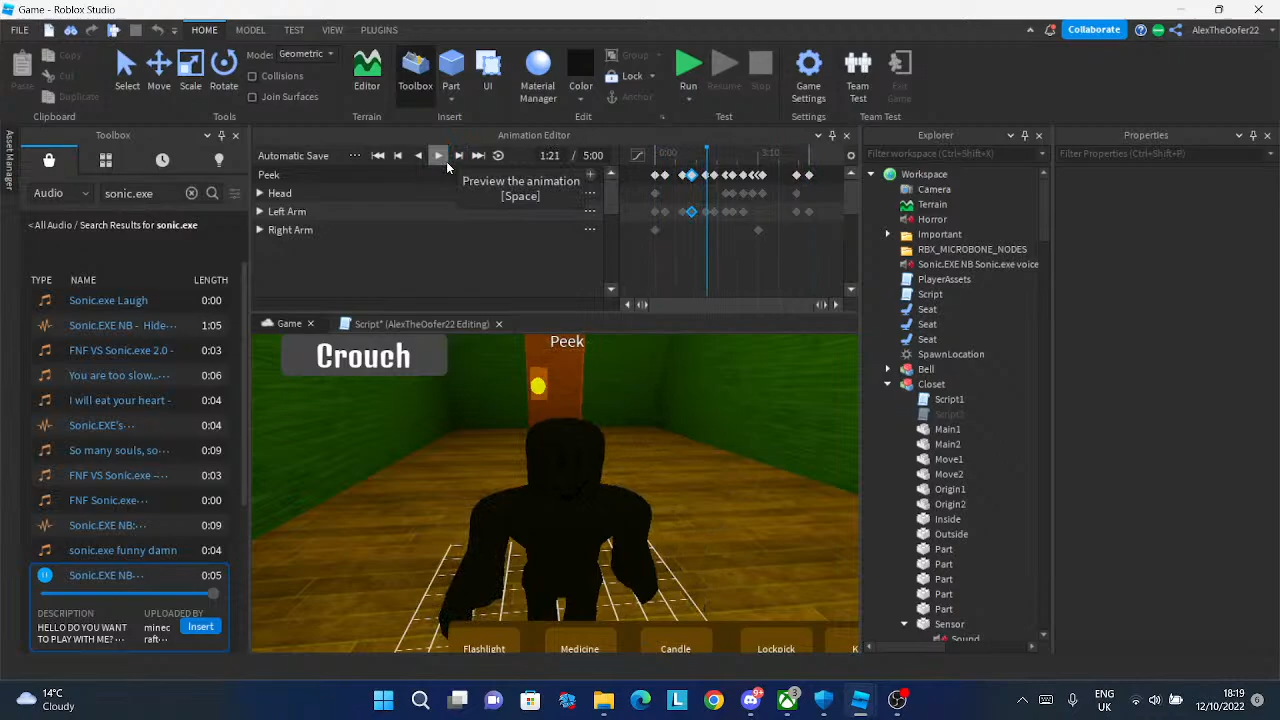 Game - Roblox Studio
FILE HOME MODEL TEST VIEW PLUGINS Collaborate AlexTheOofer22
Paste Copy Cut Duplicate
Clipboard
Select Move Scale Rotate
Mode: Geometric
Collisions
Join Surfaces
Tools
Editor
Terrain
Toolbox Part UI
Insert
Material Manager Color Group Lock Anchor
Edit
Run Resume Stop
Test
Game Settings
Settings
Team Test Exit Game
Team Test
Asset Manager
Toolbox
Audio sonic.exe
< All Audio / Search Results for sonic.exe
TYPE NAME LENGTH
Sonic.exe Laugh 0:00
Sonic.EXE NB - Hide··· 1:05
FNF VS Sonic.exe 2.0 - 0:03
You are too slow... 0:06
I will eat your heart - 0:04
Sonic.EXE's··· 0:04
So many souls, so··· 0:09
FNF VS Sonic.exe –··· 0:03
FNF Sonic.exe··· 0:00
Sonic.EXE NB:··· 0:09
sonic.exe funny damn 0:04
Sonic.EXE NB··· 0:05
DESCRIPTION UPLOADED BY
HELLO DO YOU WANT TO PLAY WITH ME?··· minec raft··· Insert
Animation Editor
Automatic Save ··· 1:21 / 5:00 0:00 3:10
Peek
Head
Left Arm
Right Arm
Preview the animation
[Space]
Game Script* (AlexTheOofer22 Editing)
Crouch
Peek
Flashlight Medicine Candle Lockpick K
Explorer
Filter workspace (Ctrl+Shift+X)
Workspace
Camera
Terrain
Horror
Important
RBX_MICROBONE_NODES
Sonic.EXE NB Sonic.exe voice
PlayerAssets
Script
Seat
Seat
Seat
SpawnLocation
Bell
Closet
Script1
Script2
Main1
Main2
Move1
Move2
Origin1
Origin2
Inside
Outside
Part
Part
Part
Part
Part
Sensor
Sound
Properties
Filter Properties (Ctrl+Shift+P)
14°C
Cloudy
9+ 3
ENG
UK
18:19
12/10/2022